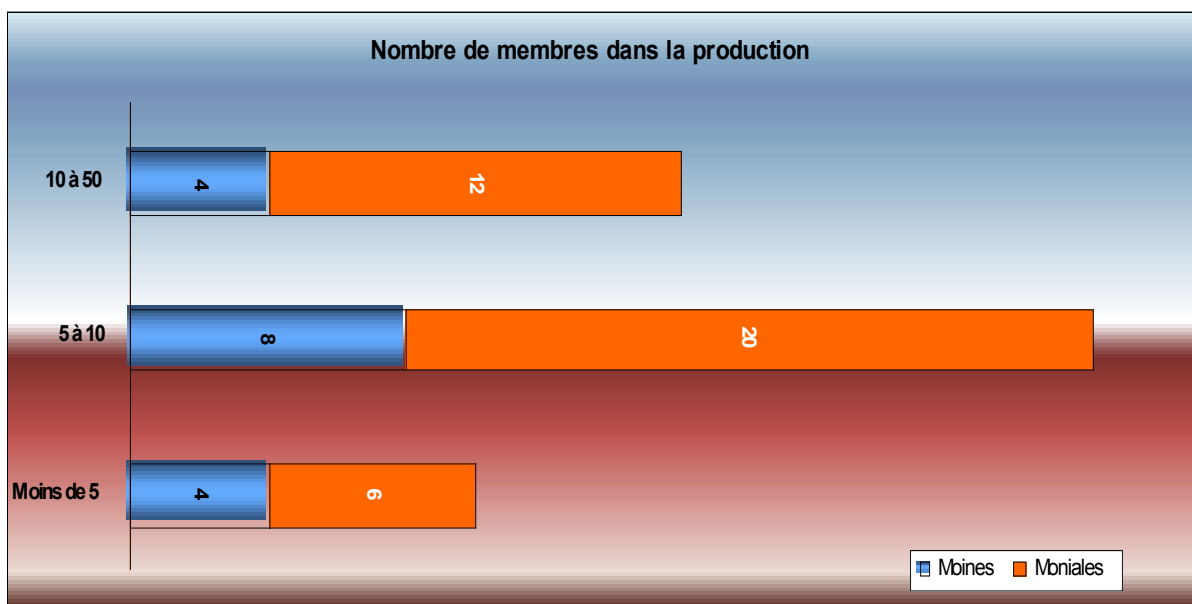 Nombre de membres dans la production
10 à 50
4
12
5 à 10
8
20
Moins de 5
4
6
Moines
Moniales